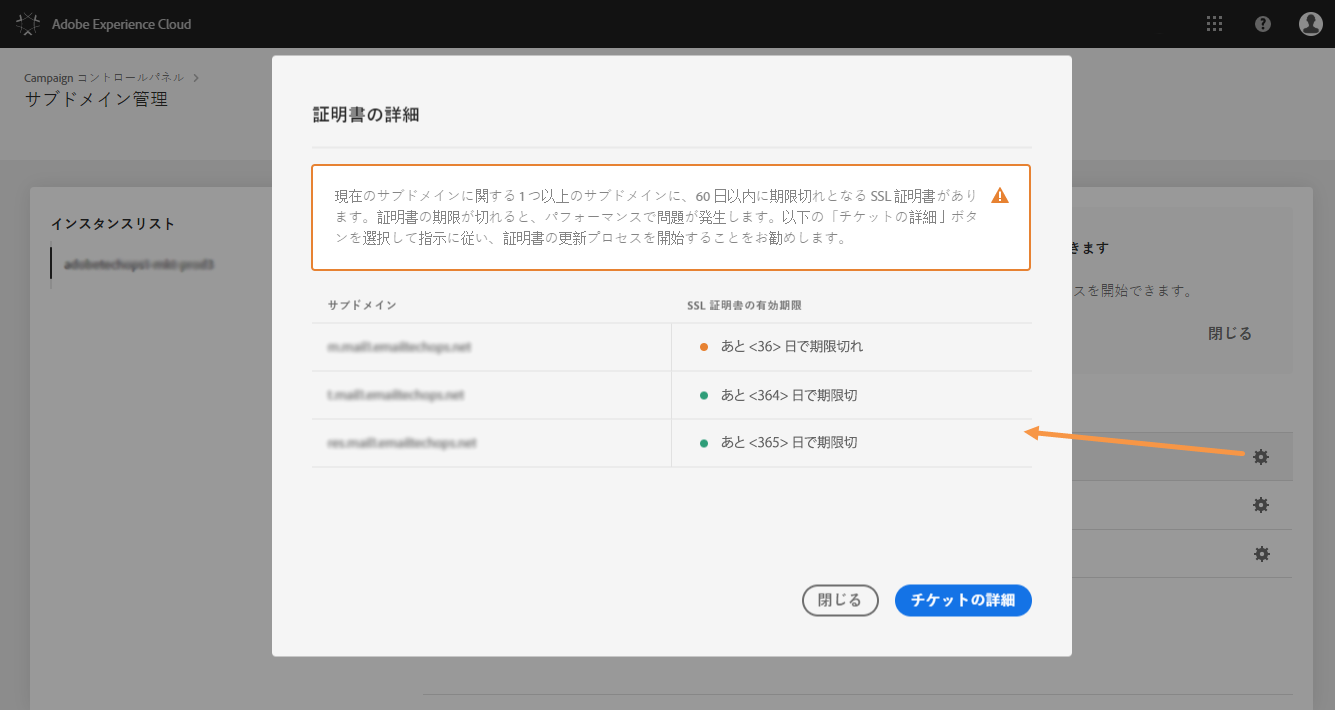 Adobe Experience Cloud
Campaign コントロールパネル
サブドメイン管理
インスタンスリスト
証明書の詳細
現在のサブドメインに関する 1 つ以上のサブドメインに、60 日以内に期限切れとなる SSL 証明書があり
ます。証明書の期限が切れると、パフォーマンスで問題が発生します。以下の「チケットの詳細」ボタ
ンを選択して指示に従い、証明書の更新プロセスを開始することをお勧めします。
サブドメイン
SSL 証明書の有効期限
あと <36> 日で期限切れ
あと <364> 日で期限切
あと <365> 日で期限切
閉じる
チケットの詳細
きます
スを開始できます。
閉じる